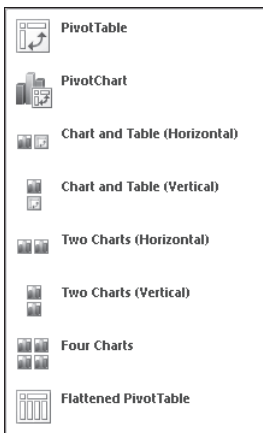 PivotTable
PivotChart
Chart and Table (Horizontal)
Chart and Table (Vertical)
Two Charts (Horizontal)
Two Charts (Vertical)
Four Charts
Flattened PivotTable